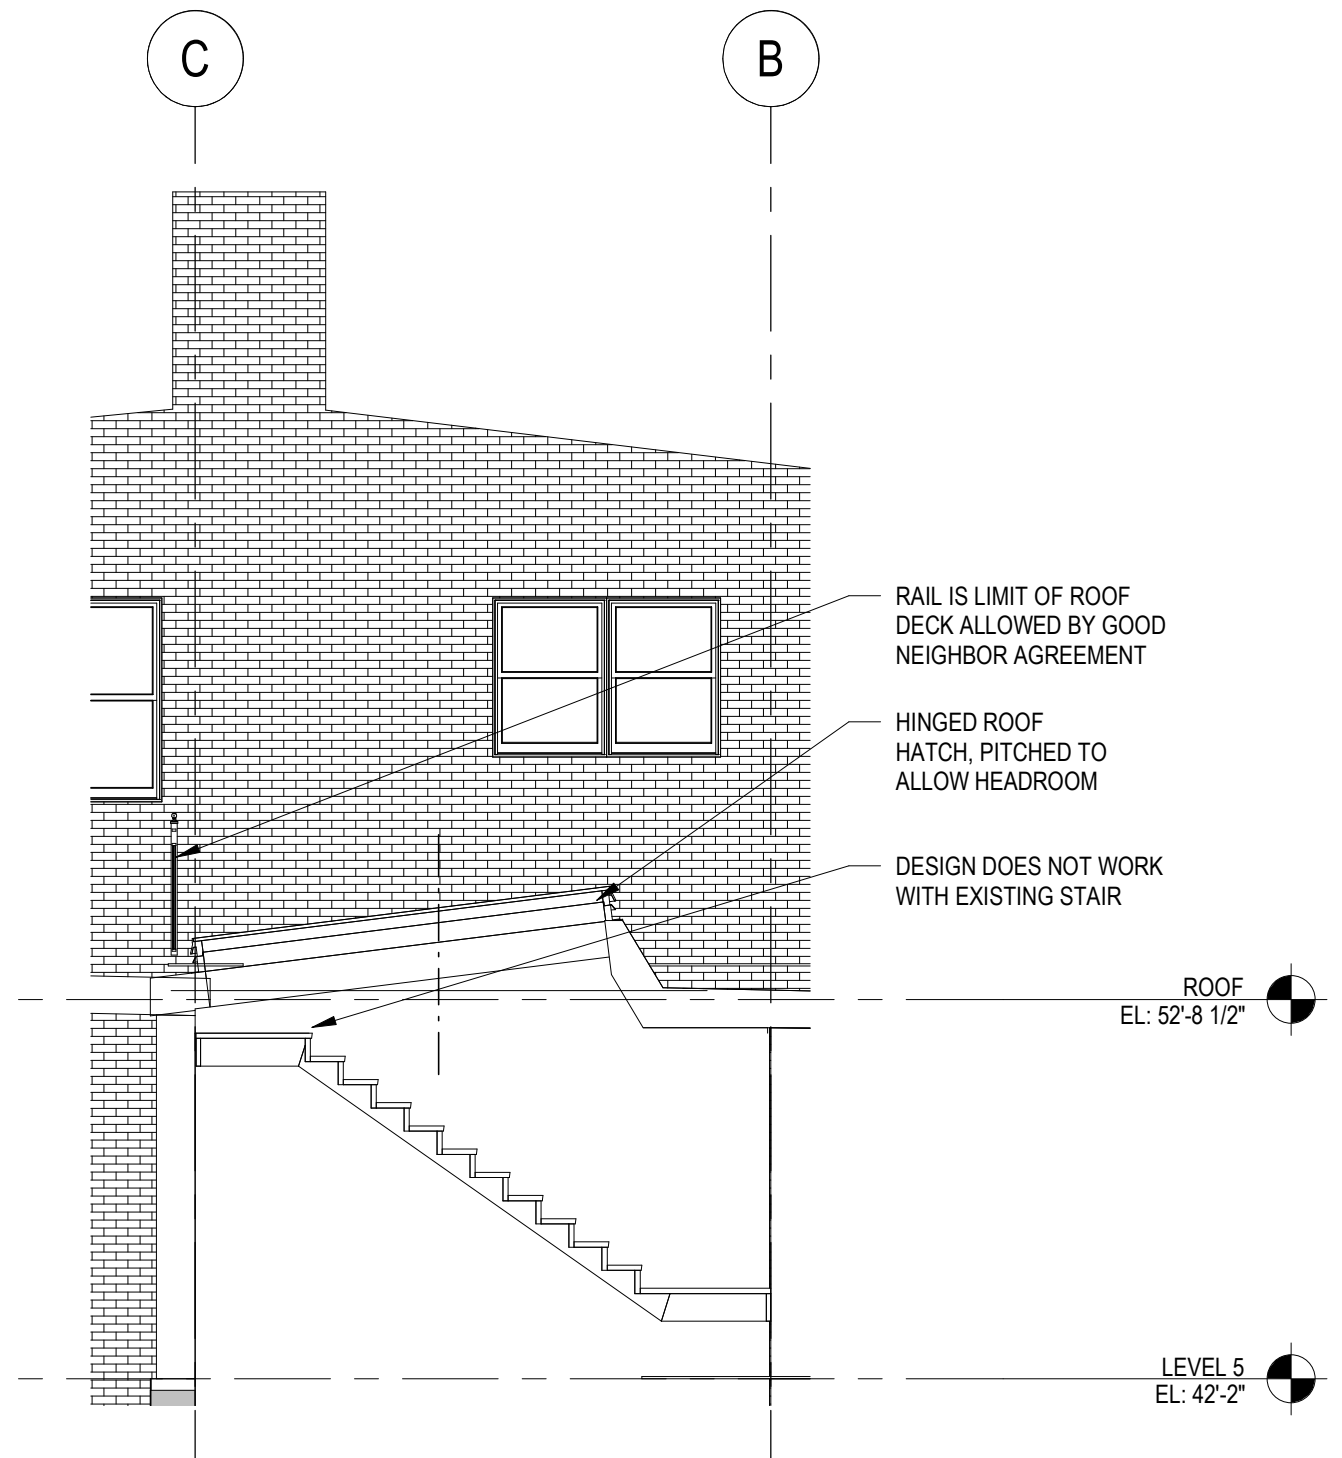 C
B
RAIL IS LIMIT OF ROOF
DECK ALLOWED BY GOOD
NEIGHBOR AGREEMENT
HINGED ROOF
HATCH, PITCHED TO
ALLOW HEADROOM
DESIGN DOES NOT WORK
WITH EXISTING STAIR
ROOF
EL: 52'-8 1/2"
LEVEL 5
EL: 42'-2"